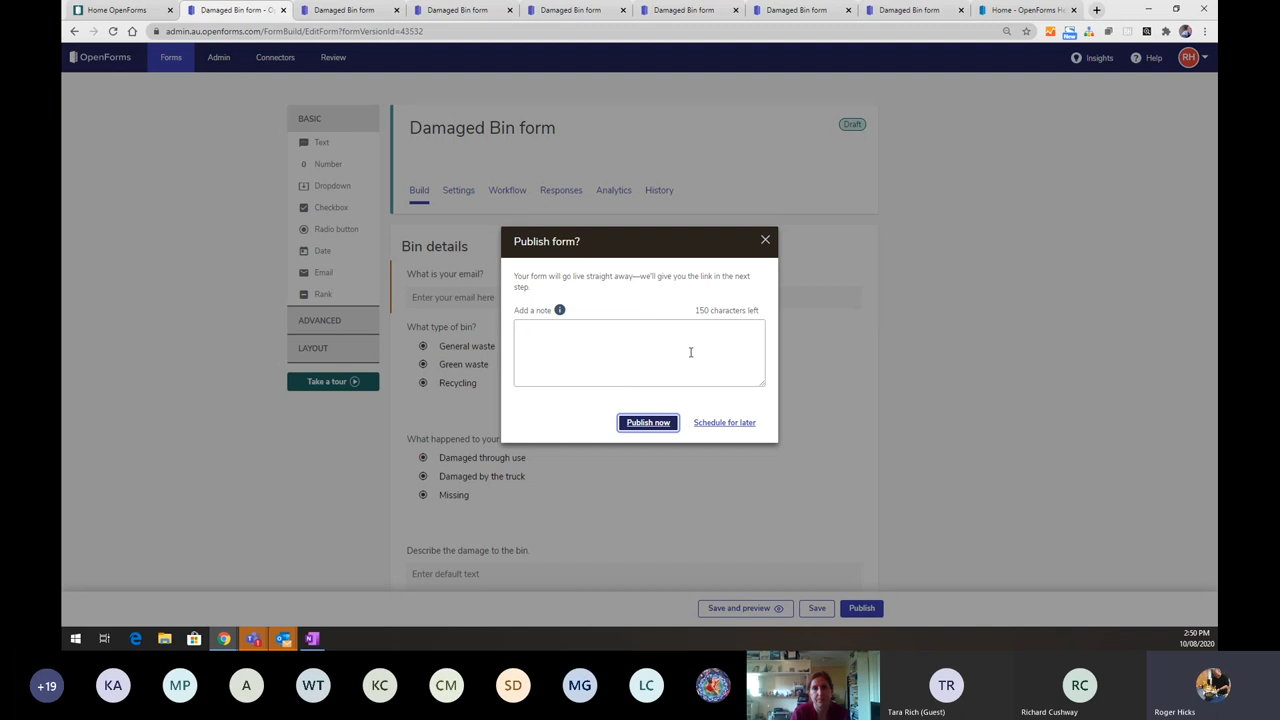 Home OpenForms
Damaged Bin form - O
Damaged Bin form
Damaged Bin form
Damaged Bin form
Damaged Bin form
Damaged Bin form
Damaged Bin form
Home - OpenForms He
admin.au.openforms.com/FormBuild/EditForm?formVersionId=43532
New
OpenForms
Forms
Admin
Connectors
Review
Insights
Help
RH
BASIC
Text
Number
Dropdown
Checkbox
Radio button
Date
Email
Rank
ADVANCED
LAYOUT
Take a tour
Damaged Bin form
Draft
Build
Settings
Workflow
Responses
Analytics
History
Bin details
What is your email?
Enter your email here
What type of bin?
General waste
Green waste
Recycling
What happened to your
Damaged through use
Damaged by the truck
Missing
Describe the damage to the bin.
Enter default text
Publish form?
Your form will go live straight away—we'll give you the link in the next
step.
Add a note
150 characters left
Publish now
Schedule for later
Save and preview
Save
Publish
2:50 PM
10/08/2020
+19
KA
MP
A
WT
KC
CM
SD
MG
LC
TR
Tara Rich (Guest)
RC
Richard Cushway
Roger Hicks